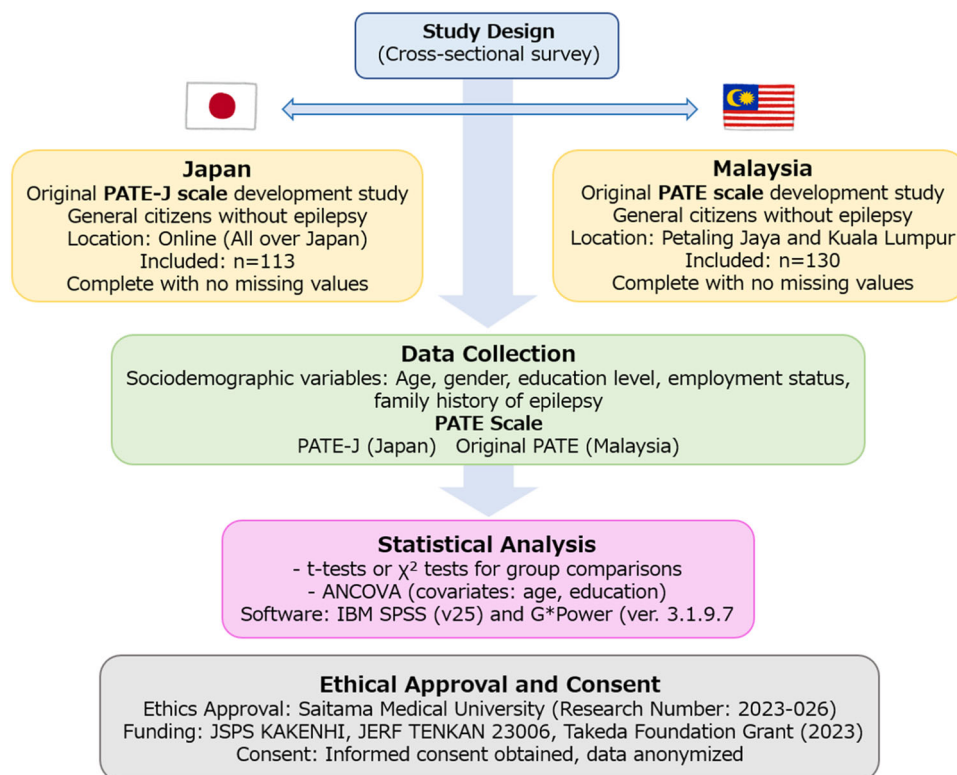 Study Design
(Cross-sectional survey)
Japan
Original PATE-J scale development study
General citizens without epilepsy
Location: Online (All over Japan)
Included: n=113
Complete with no missing values
Malaysia
Original PATE scale development study
General citizens without epilepsy
Location: Petaling Jaya and Kuala Lumpur
Included: n=130
Complete with no missing values
Data Collection
Sociodemographic variables: Age, gender, education level, employment status,
family history of epilepsy
PATE Scale
PATE-J (Japan)   Original PATE (Malaysia)
Statistical Analysis
- t-tests or χ² tests for group comparisons
- ANCOVA (covariates: age, education)
Software: IBM SPSS (v25) and G*Power (ver. 3.1.9.7
Ethical Approval and Consent
Ethics Approval: Saitama Medical University (Research Number: 2023-026)
Funding: JSPS KAKENHI, JERF TENKAN 23006, Takeda Foundation Grant (2023)
Consent: Informed consent obtained, data anonymized